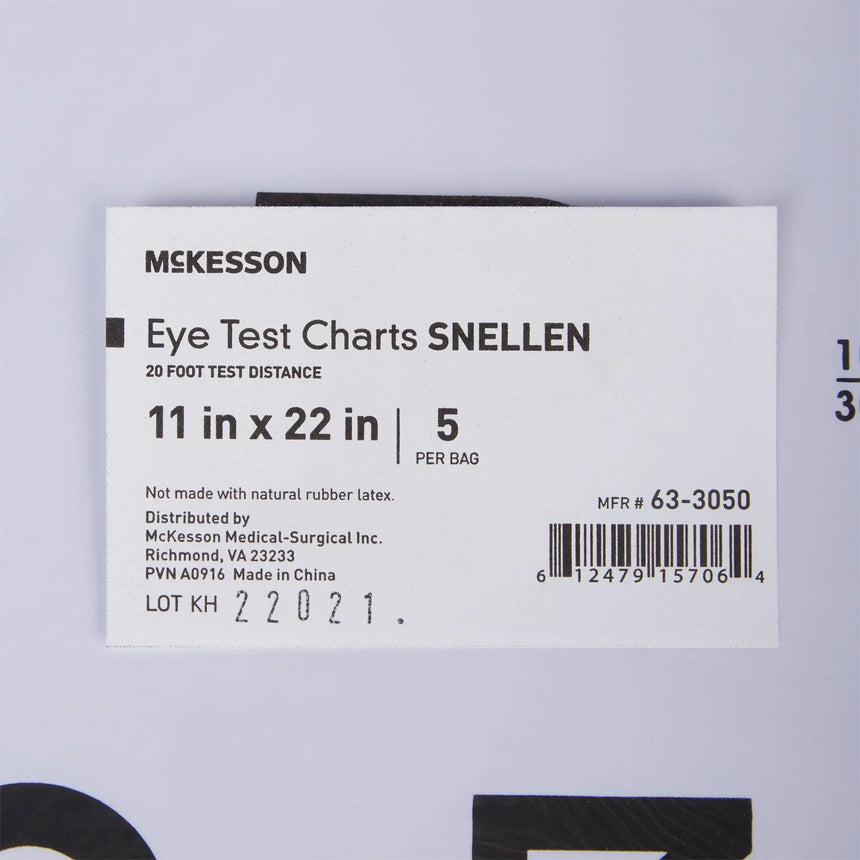 McKESSON
Eye Test Charts SNELLEN
20 FOOT TEST DISTANCE
11 in x 22 in | 5
PER BAG
Not made with natural rubber latex.
Distributed by
McKesson Medical-Surgical Inc.
Richmond, VA 23233
PVN A0916 Made in China
LOT KH 22021.
MFR # 63-3050
6 12479 15706 4